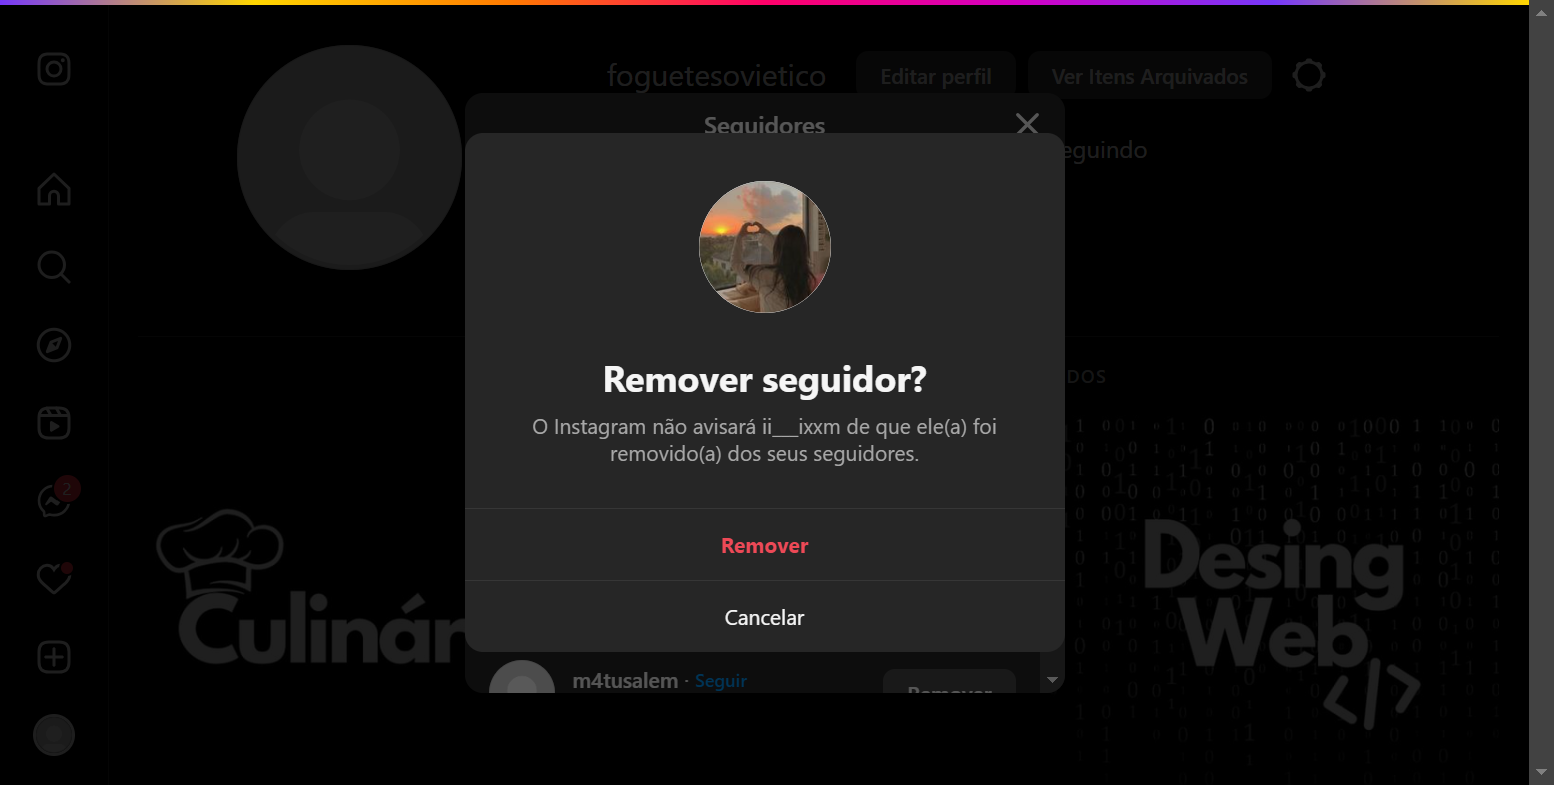 foguetesovietico
Editar perfil
Ver Itens Arquivados
Seguidores
eguindo
Remover seguidor?
O Instagram não avisará ii___ixxm de que ele(a) foi
removido(a) dos seus seguidores.
DOS
Remover
Cancelar
2
Culinár
Desing
Web
</>
m4tusalem · Seguir
Remover